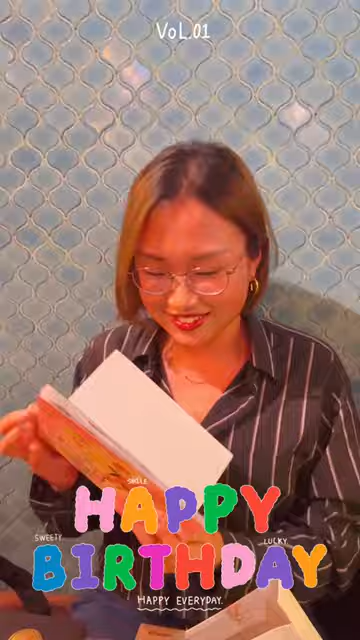 VOL.01
SMILE
HAPPY
SWEETY
LUCKY
BIRTHDAY
HAPPY EVERYDAY.